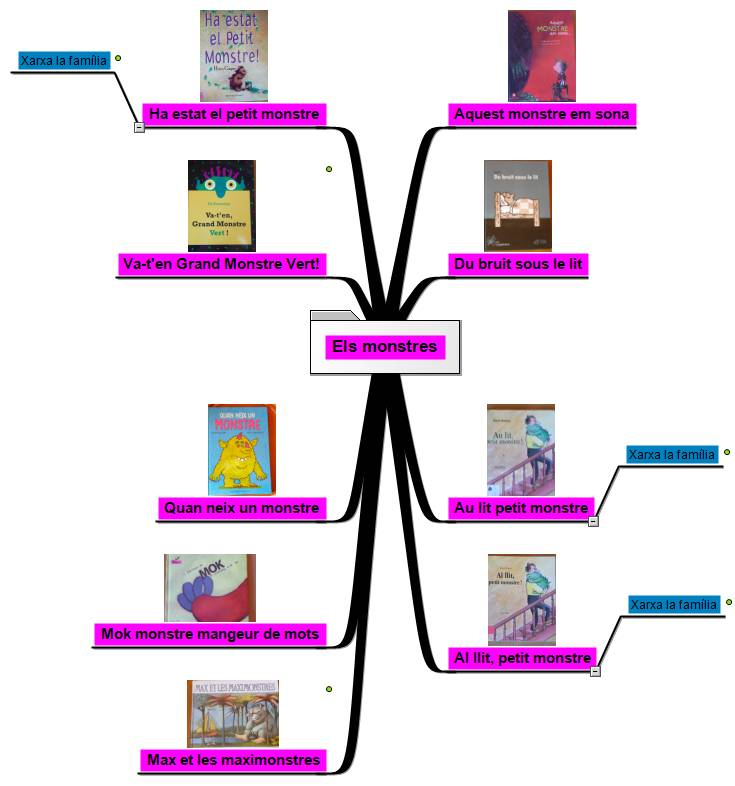 Ha estat
el Petit
Monstre!
Xarxa la família
Ha estat el petit monstre
Aquest
MONSTRE
em sona
Aquest monstre em sona
Va-t'en,
Grand Monstre
Vert !
Va-t'en Grand Monstre Vert!
Du bruit sous le lit
Du bruit sous le lit
Els monstres
QUAN NEIX UN
MONSTRE
Quan neix un monstre
Au lit,
petit monstre!
Xarxa la família
Au lit petit monstre
MOK
Mok monstre mangeur de mots
Al llit,
petit monstre!
Xarxa la família
Al llit, petit monstre
MAX ET LES MAXIMONSTRES
Max et les maximonstres